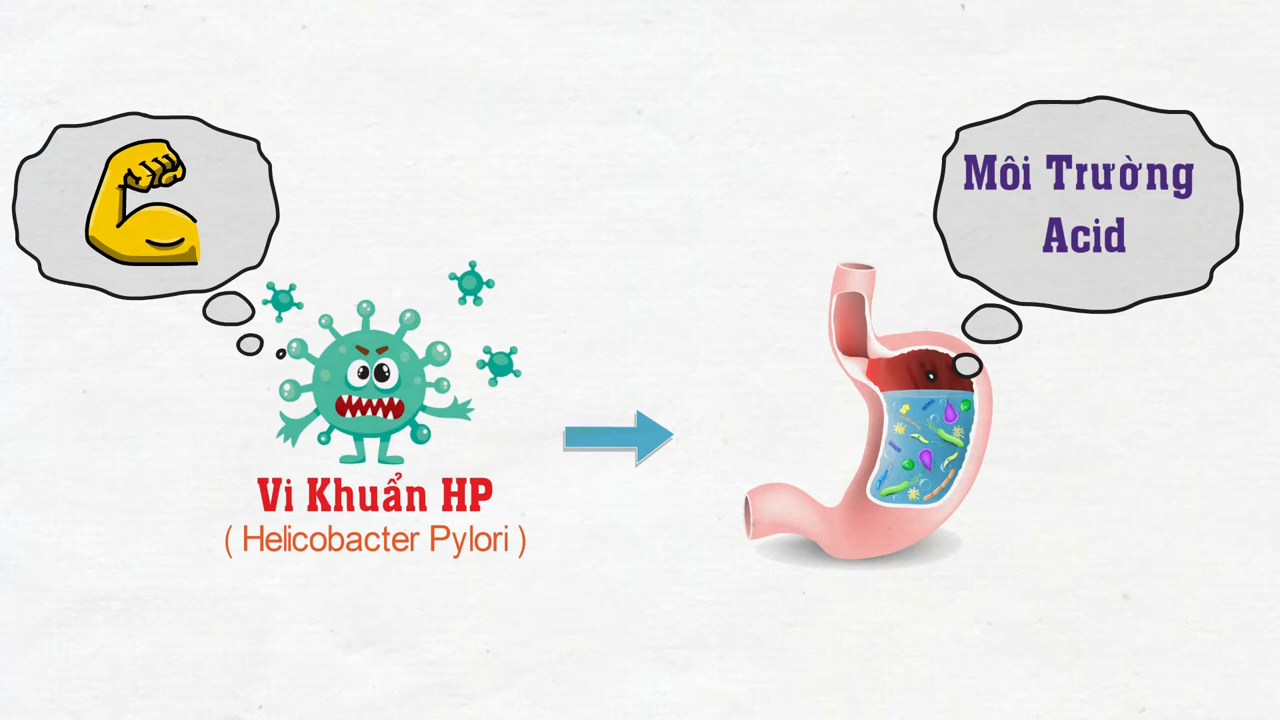 Môi Trường
Acid
Vi Khuẩn HP
( Helicobacter Pylori )